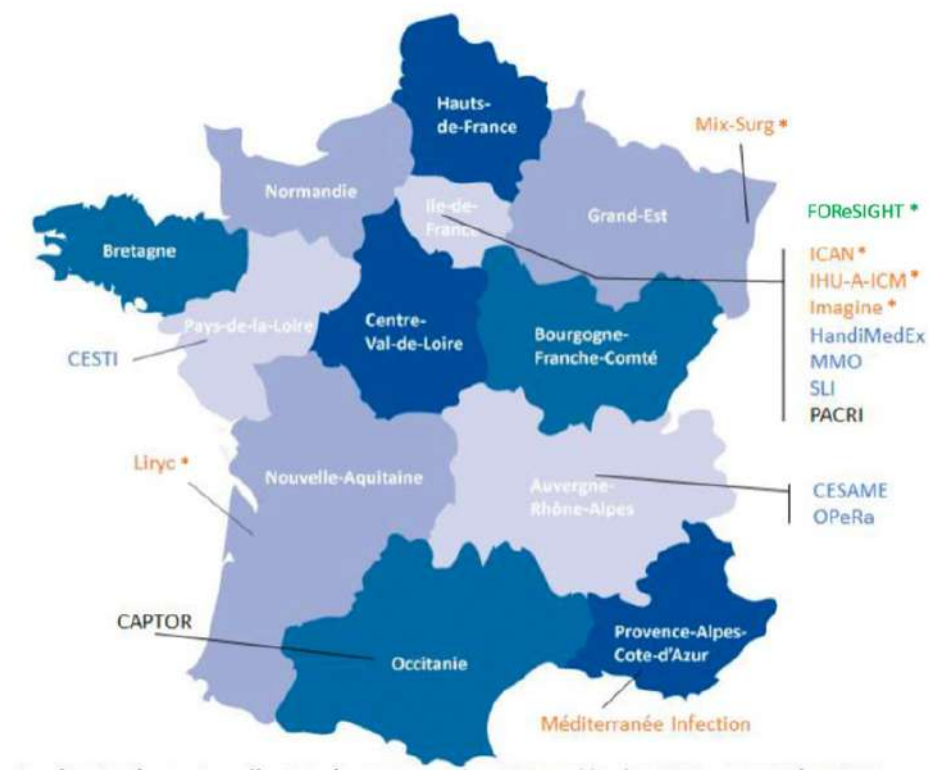 Hauts-
de-France
Mix-Surg *
Normandie
Ile-de-
France
Grand-Est
FOReSIGHT *
Bretagne
ICAN *
IHU-A-ICM *
Imagine *
HandiMedEx
MMO
SLI
PACRI
Pays-de-la-Loire
CESTI
Centre-
Val-de-Loire
Bourgogne-
Franche-Comté
Liryc *
Nouvelle-Aquitaine
Auvergne-
Rhône-Alpes
CESAME
OPeRa
CAPTOR
Occitanie
Provence-Alpes-
Cote-d'Azur
Méditerranée Infection